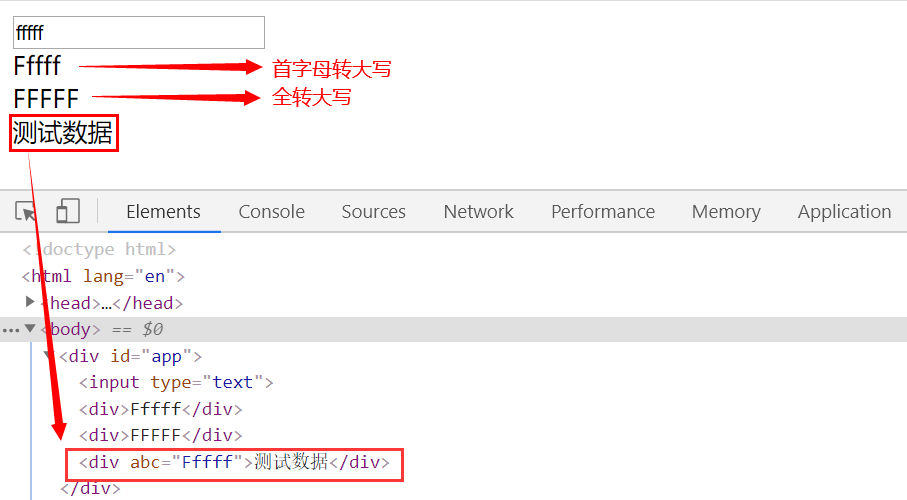 fffff
Fffff 首字母转大写
FFFFF 全转大写
测试数据
Elements Console Sources Network Performance Memory Application
<!doctype html>
<html lang="en">
<head>…</head>
<body> == $0
<div id="app">
<input type="text">
<div>Fffff</div>
<div>FFFFF</div>
<div abc="Fffff">测试数据</div>
</div>